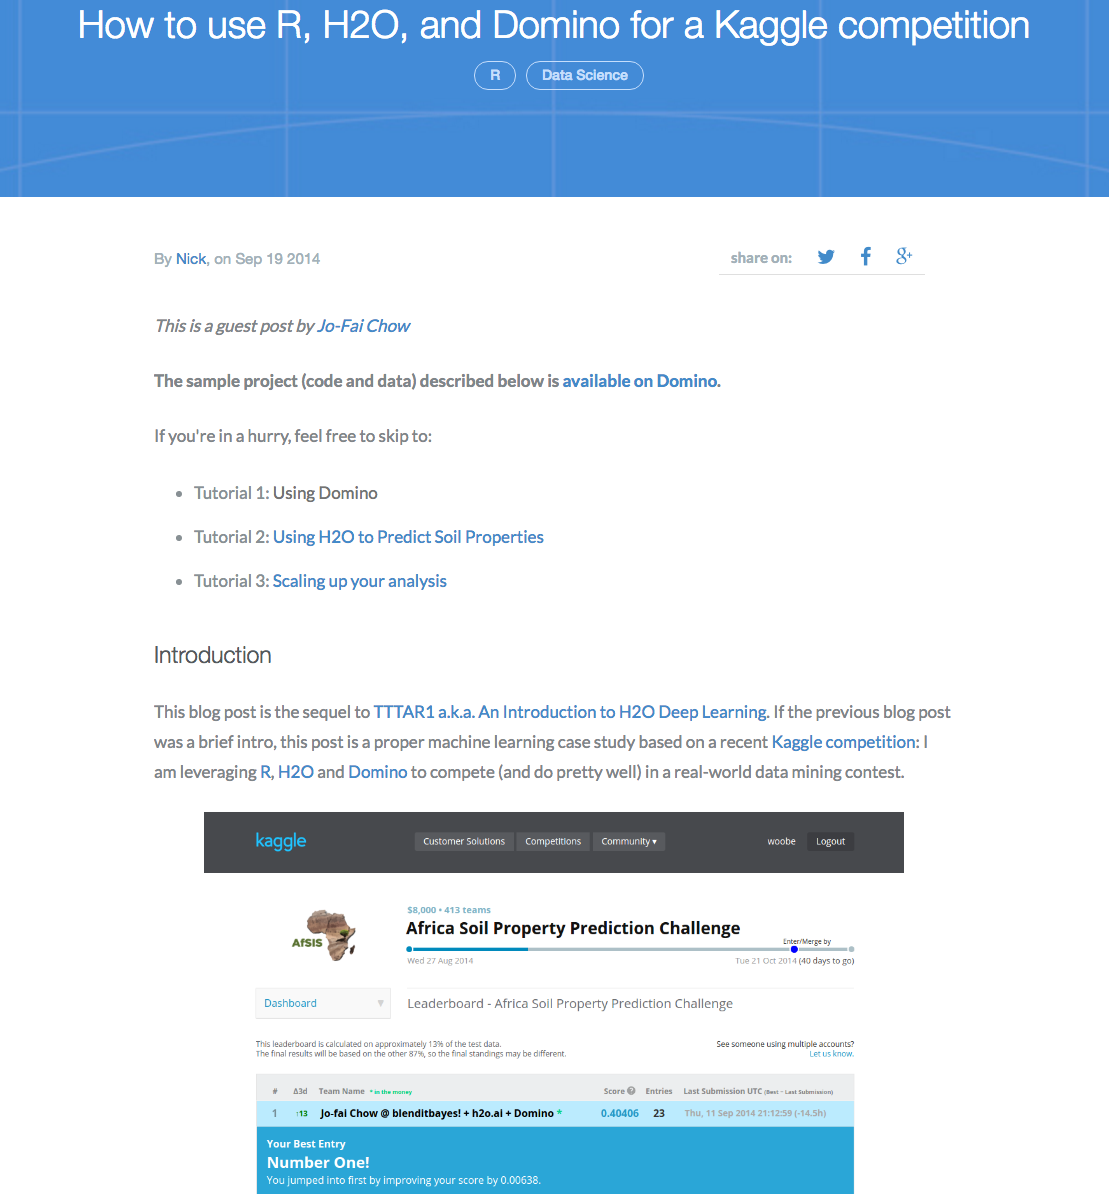 How to use R, H2O, and Domino for a Kaggle competition
R Data Science
By Nick, on Sep 19 2014 share on:
This is a guest post by Jo-Fai Chow
The sample project (code and data) described below is available on Domino.
If you're in a hurry, feel free to skip to:
• Tutorial 1: Using Domino
• Tutorial 2: Using H2O to Predict Soil Properties
• Tutorial 3: Scaling up your analysis
Introduction
This blog post is the sequel to TTTAR1 a.k.a. An Introduction to H2O Deep Learning. If the previous blog post
was a brief intro, this post is a proper machine learning case study based on a recent Kaggle competition: I
am leveraging R, H2O and Domino to compete (and do pretty well) in a real-world data mining contest.
kaggle Customer Solutions Competitions Community ▾ woobe Logout
$8,000 • 413 teams
AfSIS Africa Soil Property Prediction Challenge
Enter/Merge by
Wed 27 Aug 2014 Tue 21 Oct 2014 (40 days to go)
Dashboard ▼ Leaderboard - Africa Soil Property Prediction Challenge
This leaderboard is calculated on approximately 13% of the test data. See someone using multiple accounts?
The final results will be based on the other 87%, so the final standings may be different. Let us know.
# Δ3d Team Name * in the money Score Entries Last Submission UTC (Best − Last Submission)
1 ↑13 Jo-fai Chow @ blenditbayes! + h2o.ai + Domino * 0.40406 23 Thu, 11 Sep 2014 21:12:59 (-14.5h)
Your Best Entry
Number One!
You jumped into first by improving your score by 0.00638.